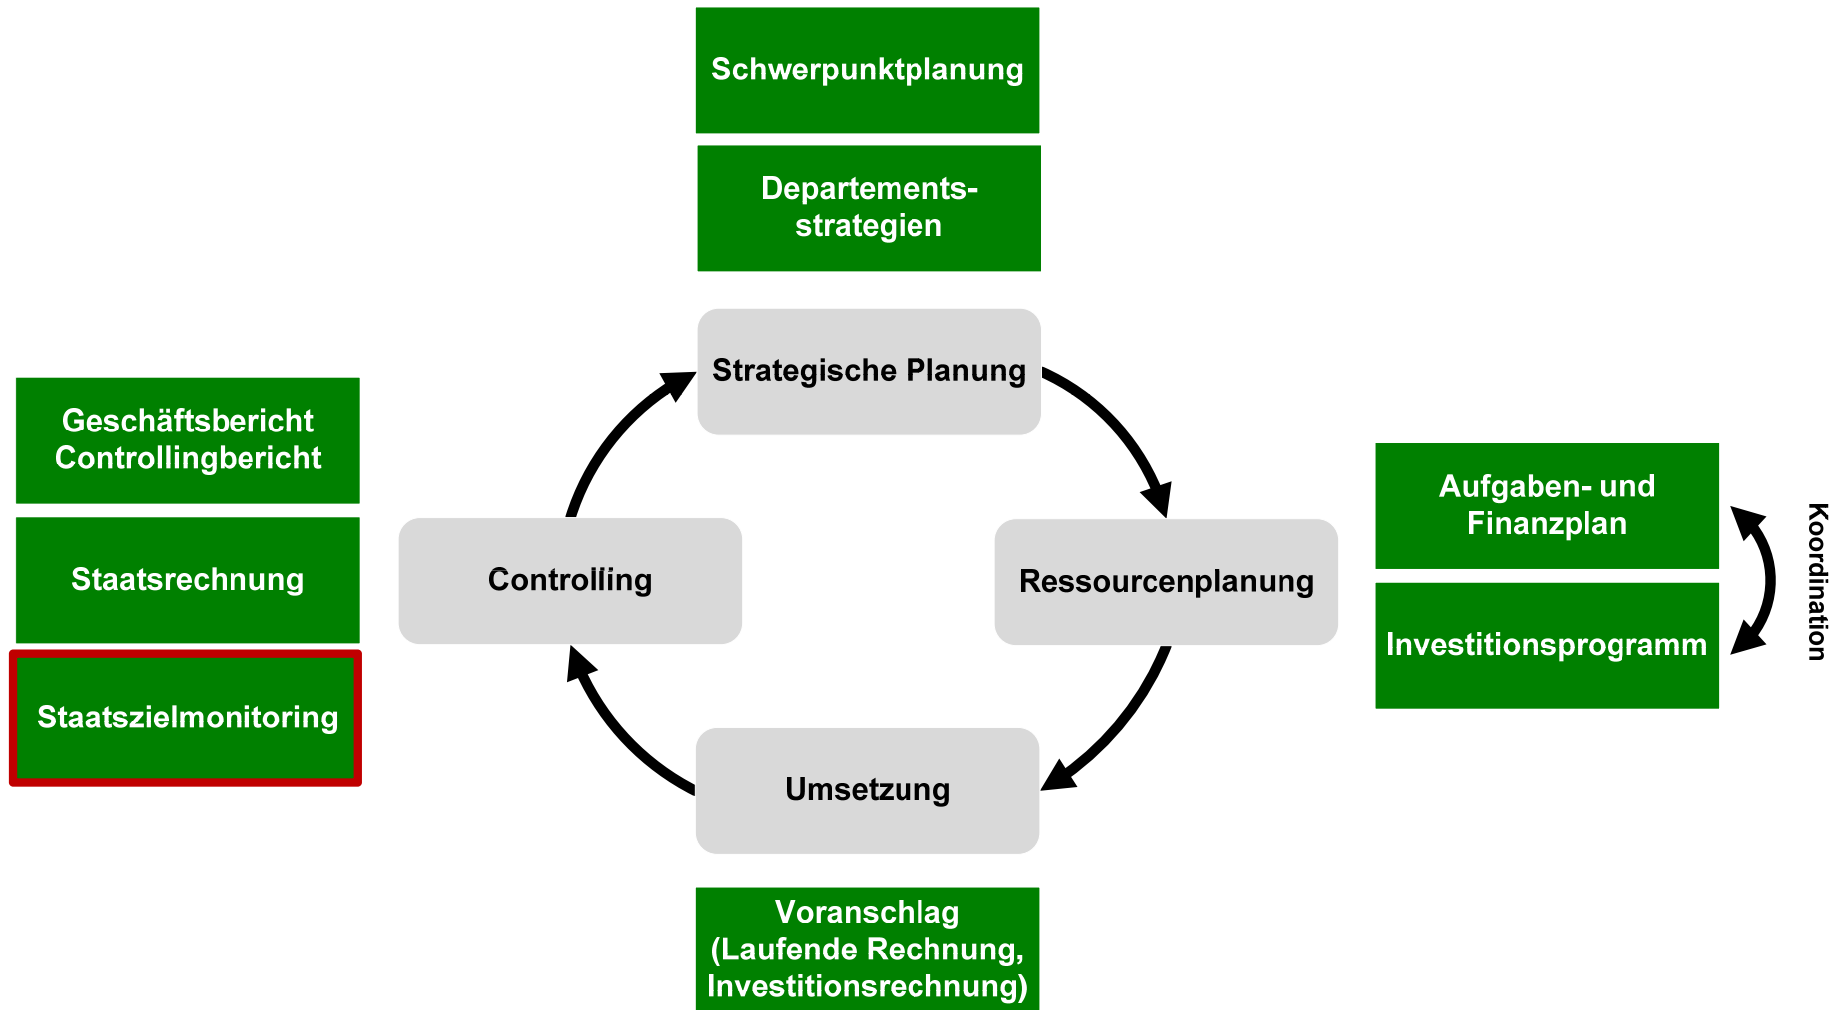 Schwerpunktplanung
Departements-
strategien
Strategische Planung
Geschäftsbericht
Controllingbericht
Staatsrechnung
Staatszielmonitoring
Controlling
Ressourcenplanung
Aufgaben- und
Finanzplan
Investitionsprogramm
Koordination
Umsetzung
Voranschlag
(Laufende Rechnung,
Investitionsrechnung)